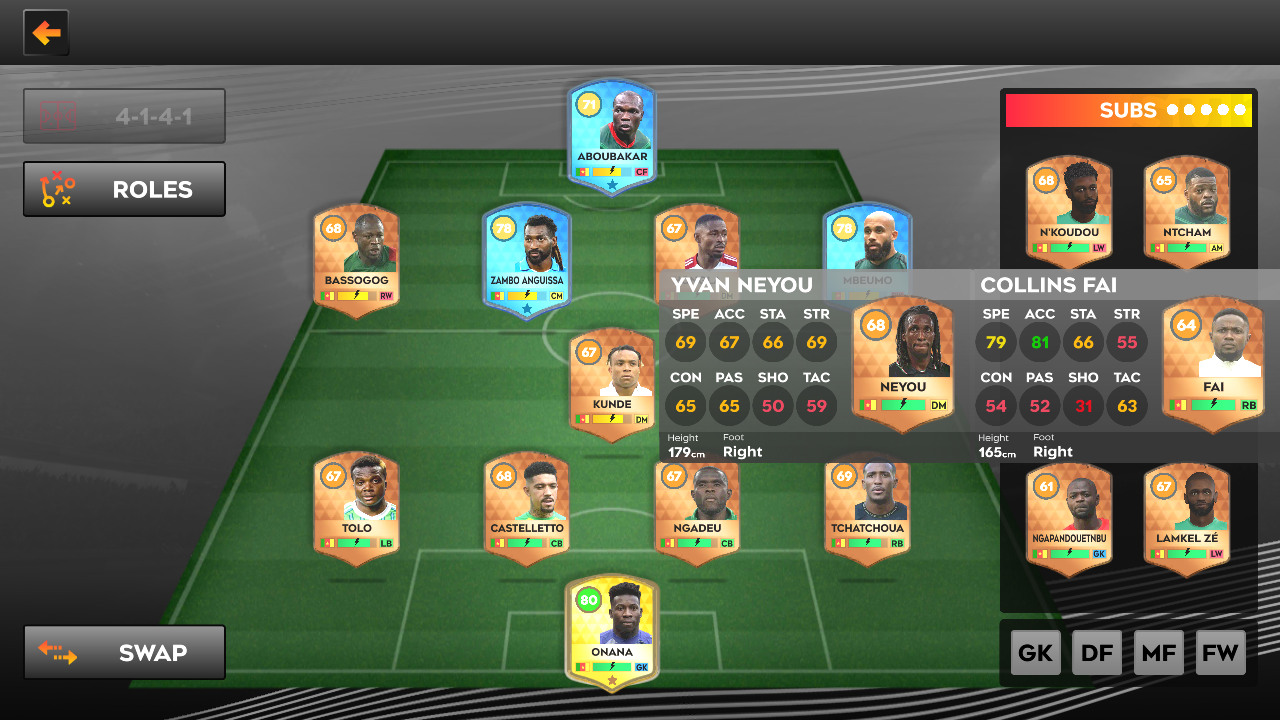 4-1-4-1
ROLES
SWAP
71
ABOUBAKAR
CF
68
BASSOGOG
RW
78
ZAMBO ANGUISSA
CM
67
DM
78
MBEUMO
67
KUNDE
DM
67
TOLO
LB
68
CASTELLETTO
CB
67
NGADEU
CB
69
TCHATCHOUA
RB
80
ONANA
GK
SUBS
68
N'KOUDOU
LW
65
NTCHAM
AM
YVAN NEYOU
SPE ACC STA STR
69 67 66 69
CON PAS SHO TAC
65 65 50 59
Height Foot
179cm Right
68
NEYOU
DM
COLLINS FAI
SPE ACC STA STR
79 81 66 55
CON PAS SHO TAC
54 52 31 63
Height Foot
165cm Right
64
FAI
RB
61
NGAPANDOUETNBU
GK
67
LAMKEL ZÉ
LW
GK DF MF FW